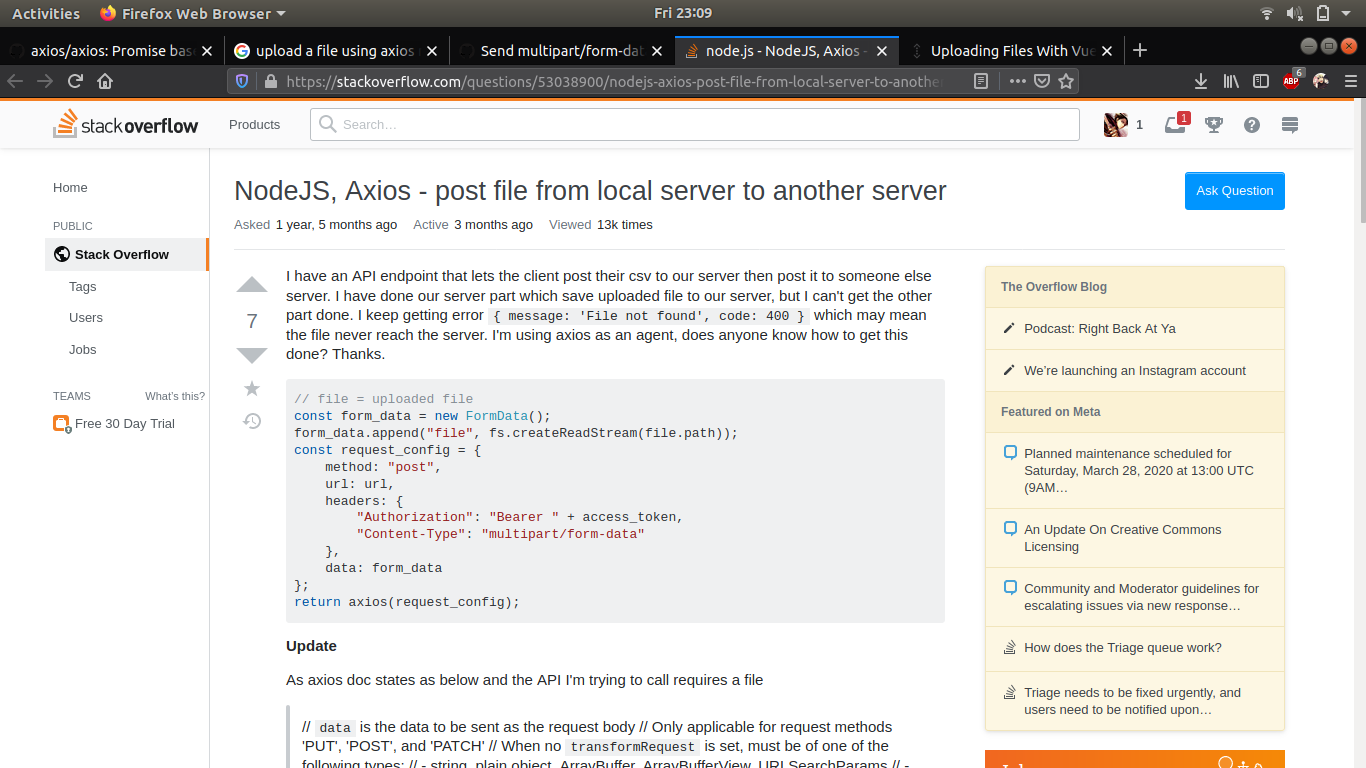 Activities Firefox Web Browser Fri 23:09
axios/axios: Promise bas upload a file using axios Send multipart/form-dat node.js - NodeJS, Axios - Uploading Files With Vue
https://stackoverflow.com/questions/53038900/nodejs-axios-post-file-from-local-server-to-anothe ABP 6
stackoverflow Products Search… 1 1
Home
PUBLIC
Stack Overflow
Tags
Users
Jobs
TEAMS What's this?
Free 30 Day Trial
NodeJS, Axios - post file from local server to another server
Ask Question
Asked 1 year, 5 months ago Active 3 months ago Viewed 13k times
7
I have an API endpoint that lets the client post their csv to our server then post it to someone else
server. I have done our server part which save uploaded file to our server, but I can't get the other
part done. I keep getting error { message: 'File not found', code: 400 } which may mean
the file never reach the server. I'm using axios as an agent, does anyone know how to get this
done? Thanks.
// file = uploaded file
const form_data = new FormData();
form_data.append("file", fs.createReadStream(file.path));
const request_config = {
method: "post",
url: url,
headers: {
"Authorization": "Bearer " + access_token,
"Content-Type": "multipart/form-data"
},
data: form_data
};
return axios(request_config);
Update
As axios doc states as below and the API I'm trying to call requires a file
// data is the data to be sent as the request body // Only applicable for request methods
'PUT', 'POST', and 'PATCH' // When no transformRequest is set, must be of one of the
following types: // - string, plain object, ArrayBuffer, ArrayBufferView, URLSearchParams // -
The Overflow Blog
Podcast: Right Back At Ya
We're launching an Instagram account
Featured on Meta
Planned maintenance scheduled for
Saturday, March 28, 2020 at 13:00 UTC
(9AM…
An Update On Creative Commons
Licensing
Community and Moderator guidelines for
escalating issues via new response…
How does the Triage queue work?
Triage needs to be fixed urgently, and
users need to be notified upon…